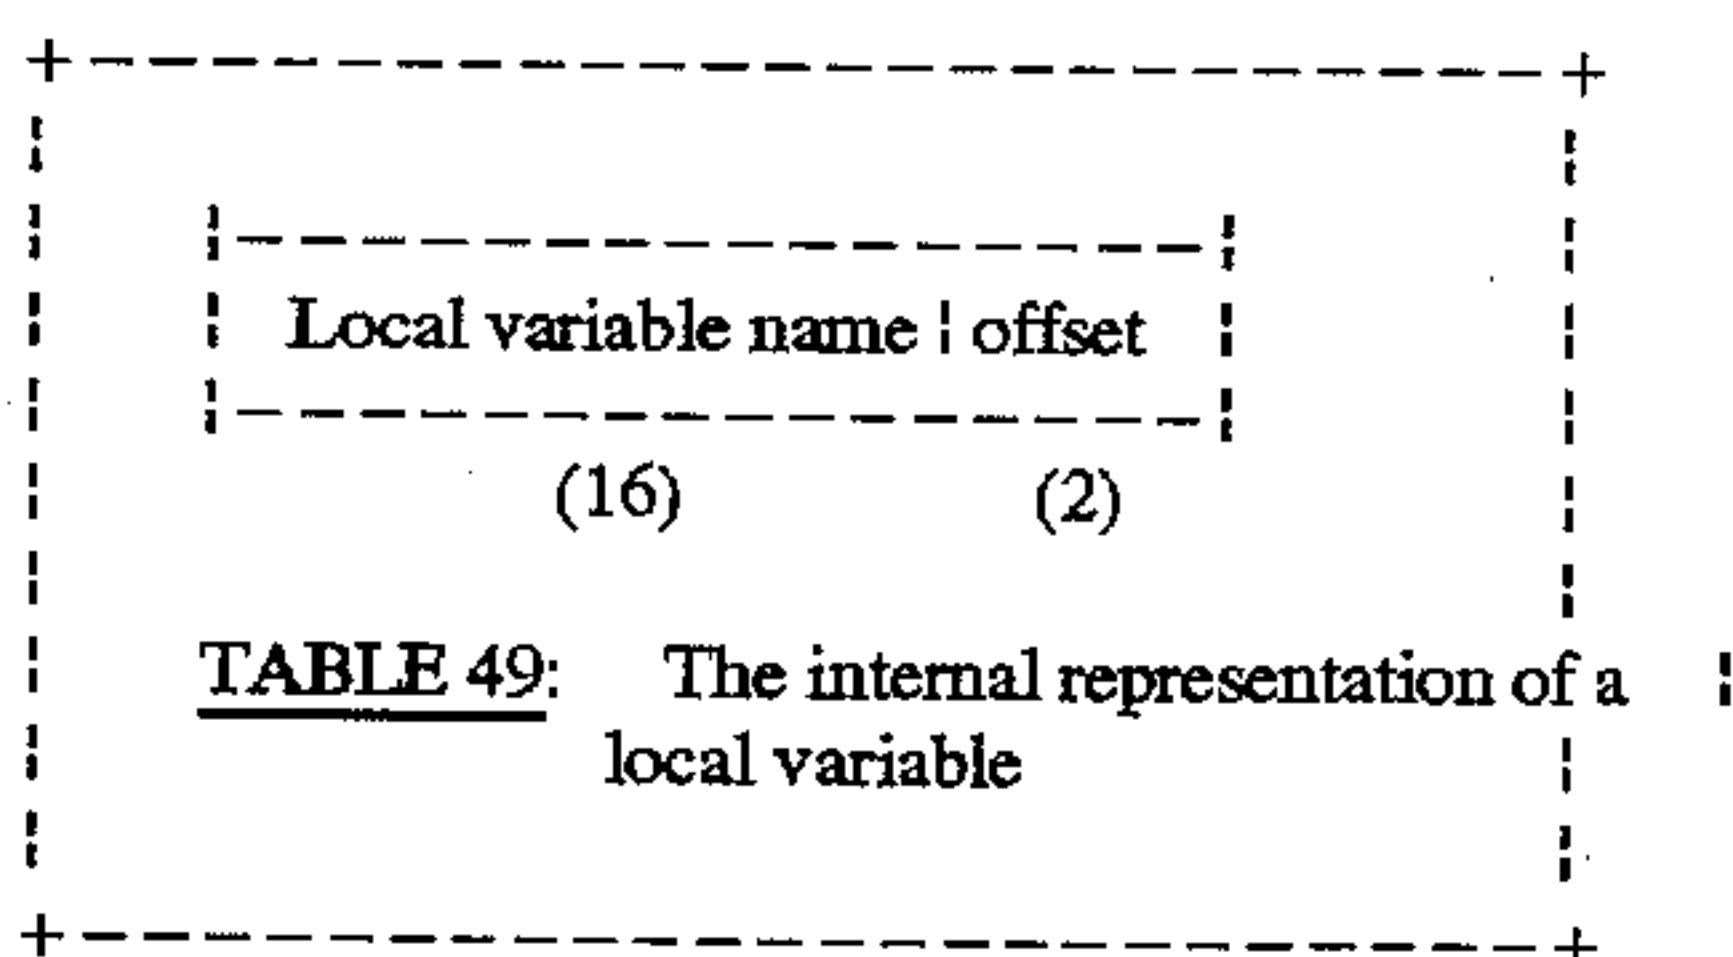 Local variable name ¦ offset
(16) (2)
TABLE 49: The internal representation of a
local variable